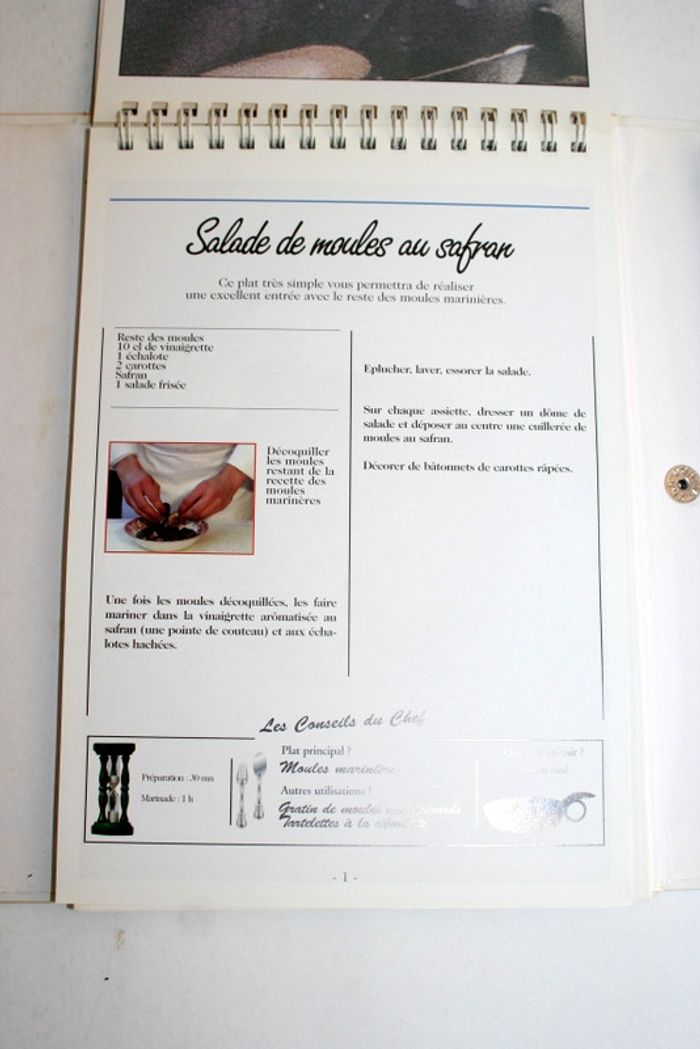 Salade de moules au safran
Ce plat très simple vous permettra de réaliser
une excellent entrée avec le reste des moules marinières.
Reste des moules
10 cl de vinaigrette
1 échalote
2 carottes
Safran
1 salade frisée
Décoquiller
les moules
restant de la
recette des
moules
marinères
Une fois les moules décoquillées, les faire
mariner dans la vinaigrette arômatisée au
safran (une pointe de couteau) et aux écha-
lotes hachées.
Eplucher, laver, essorer la salade.
Sur chaque assiette, dresser un dôme de
salade et déposer au centre une cuillerée de
moules au safran.
Décorer de bâtonnets de carottes râpées.
Les Conseils du Chef
Préparation : 30 mn
Marinade : 1 h
Plat principal ?
Moules marinière
Autres utilisations ?
Gratin de moules
Tartelettes à la
- 1 -